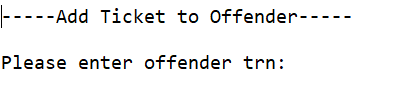 -----Add Ticket to Offender-----
Please enter offender trn: